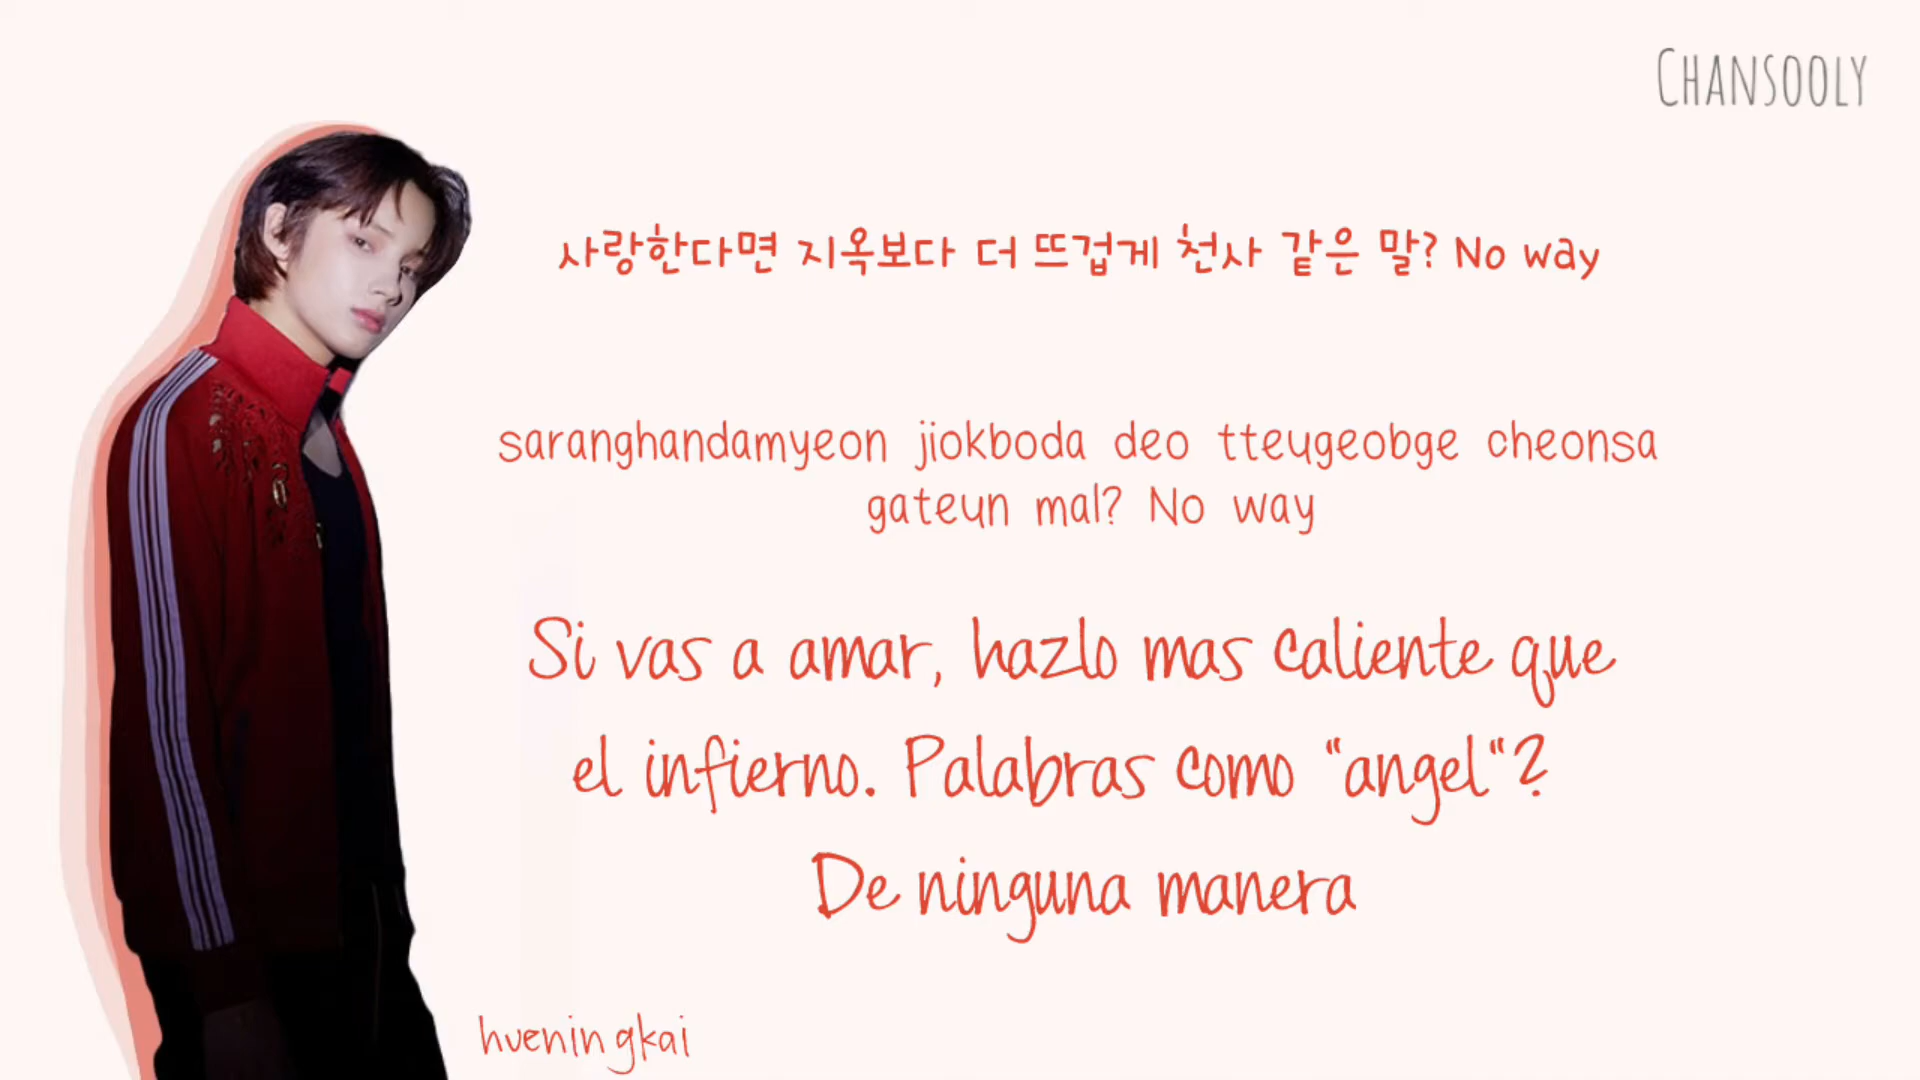 CHANSOOLY
사랑한다면 지옥보다 더 뜨겁게 천사 같은 말? No way
saranghandamyeon jiokboda deo tteugeobge cheonsa
gateun mal? No way
Si vas a amar, hazlo mas caliente que
el infierno. Palabras como "angel"?
De ninguna manera
hueningkai